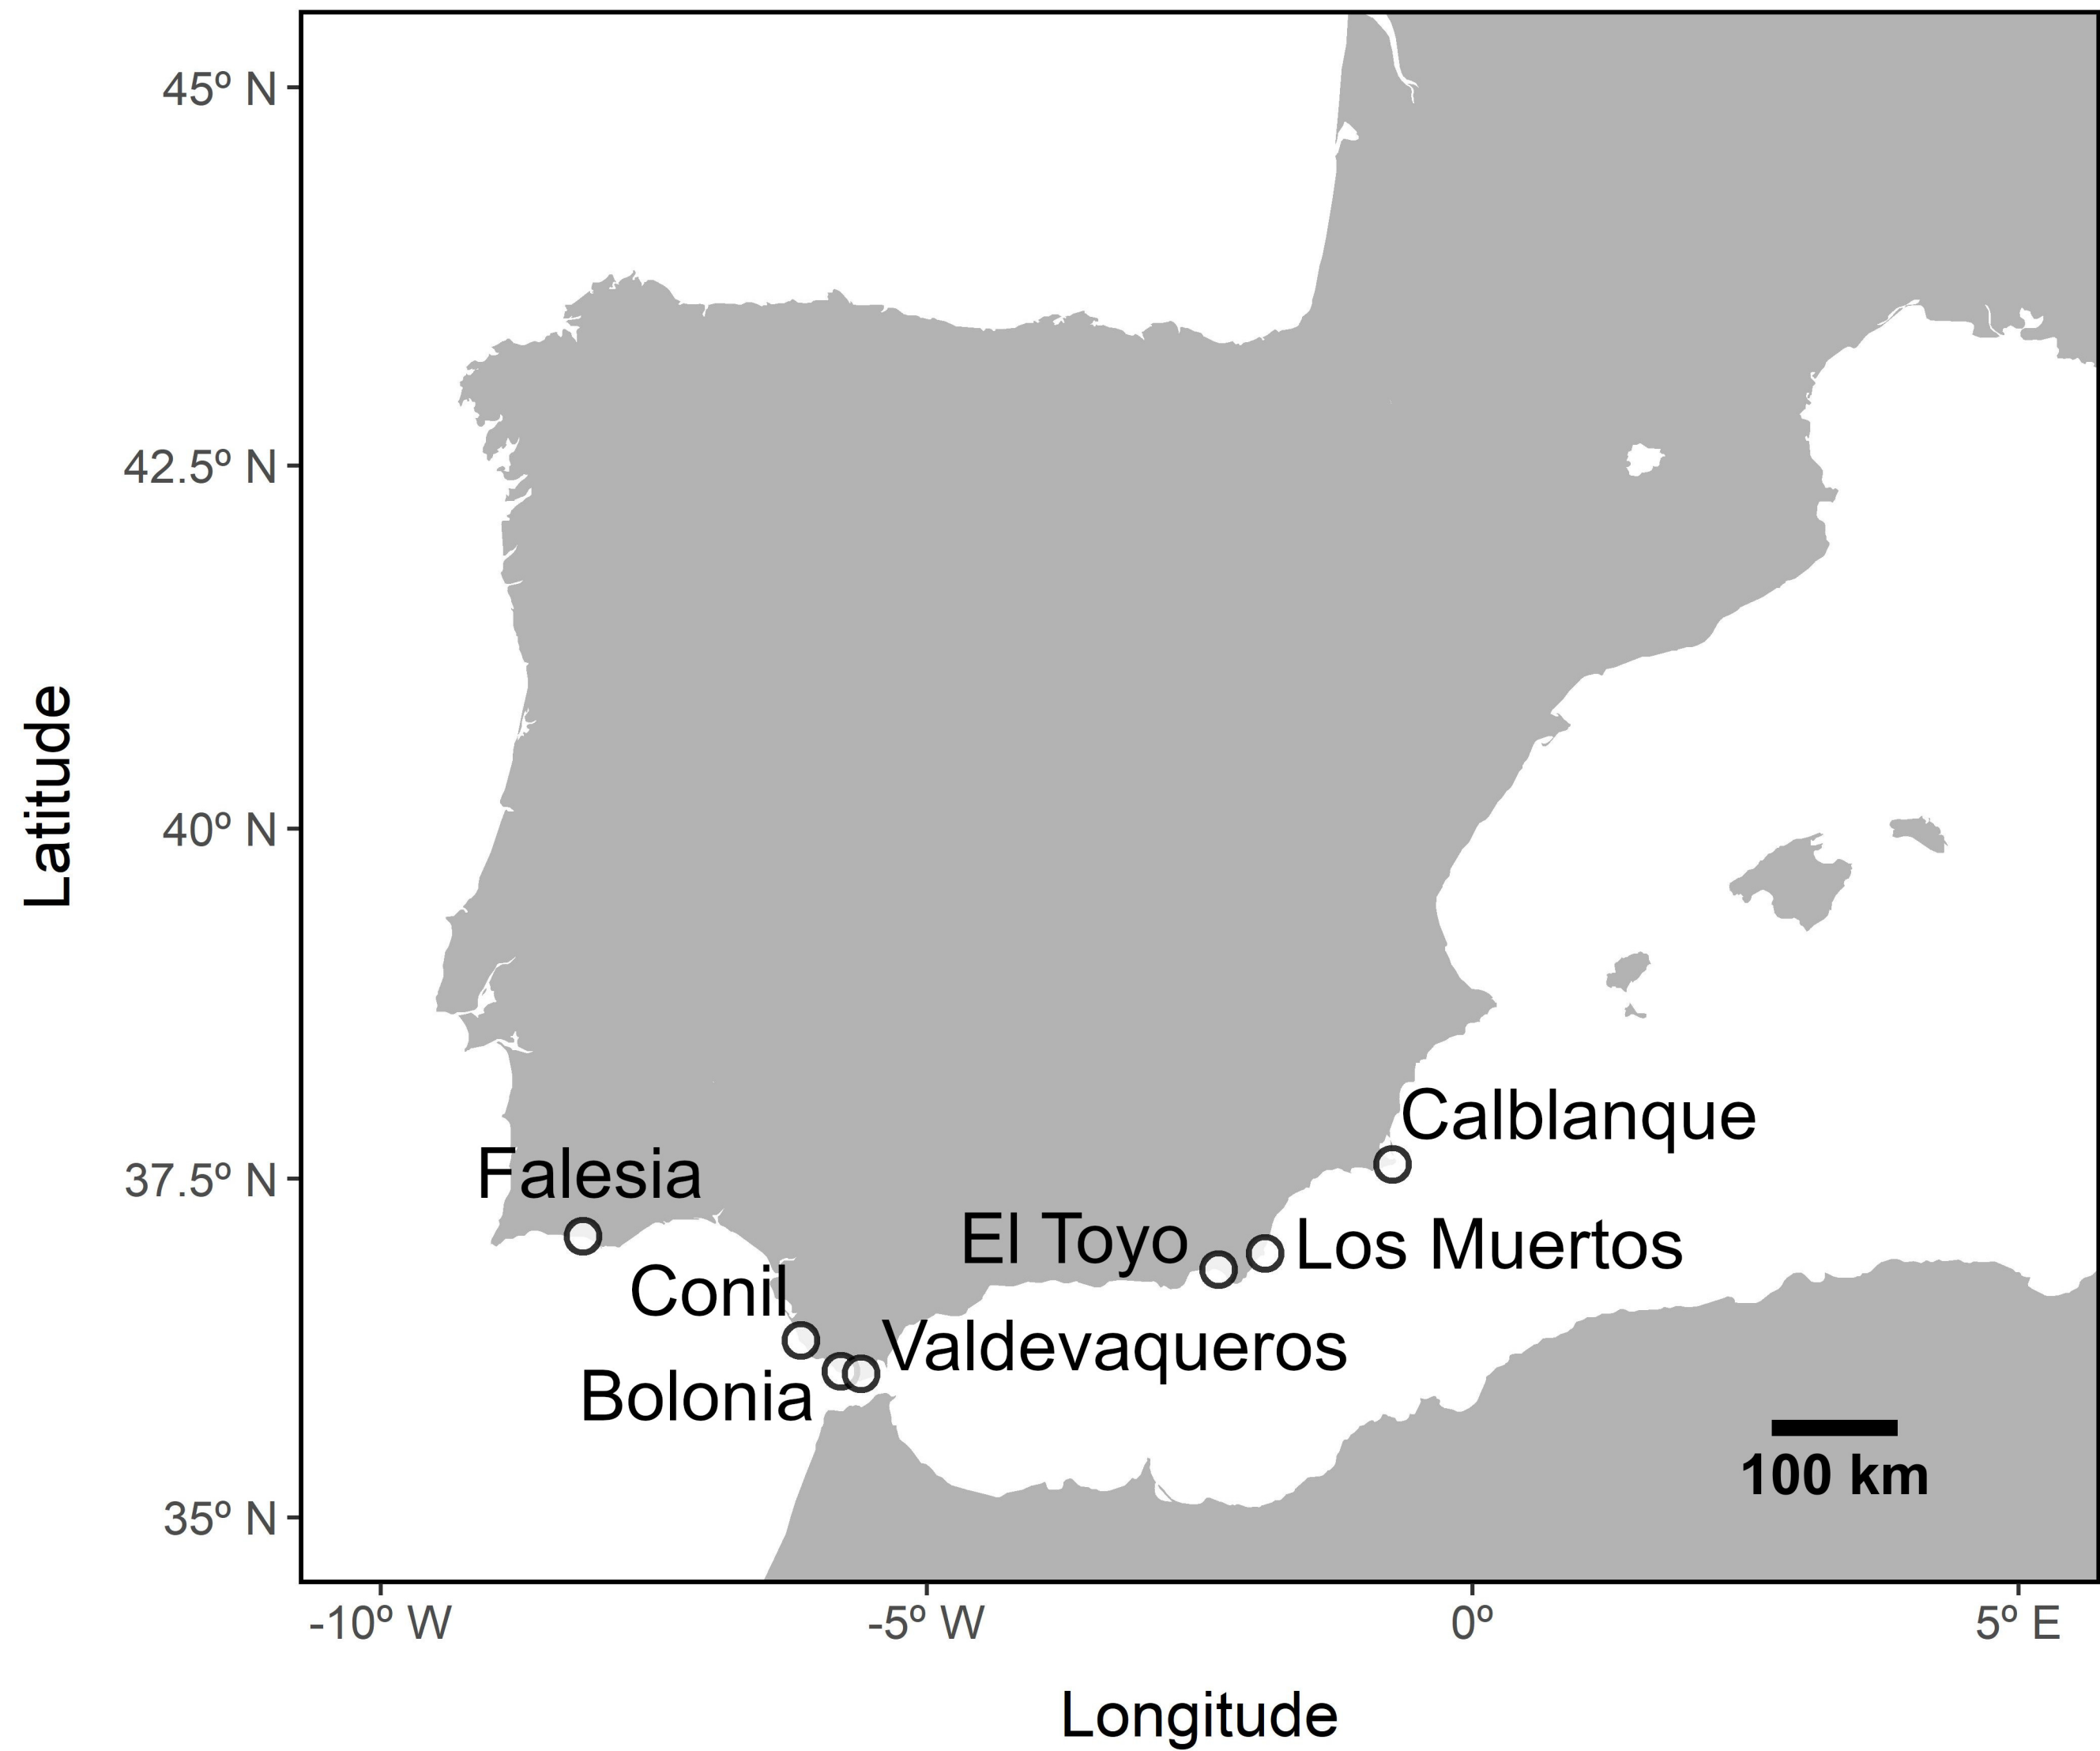 45º N
42.5º N
40º N
37.5º N
35º N
Latitude
Calblanque
Falesia
El Toyo
Los Muertos
Conil
Valdevaqueros
Bolonia
100 km
-10º W
-5º W
0º
5º E
Longitude